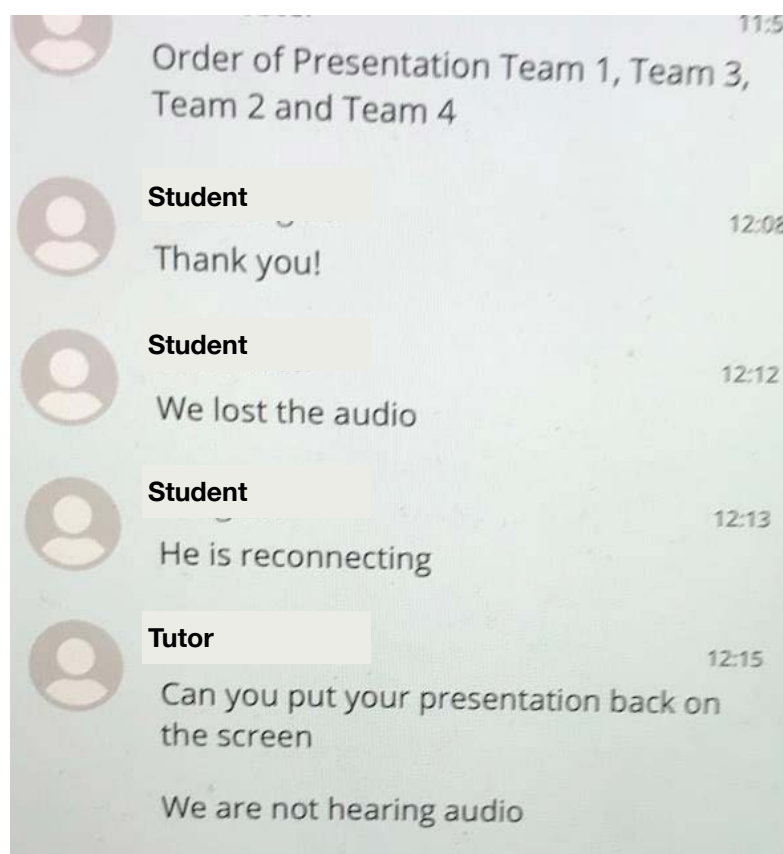 11:5
Order of Presentation Team 1, Team 3,
Team 2 and Team 4
Student
12:08
Thank you!
Student
12:12
We lost the audio
Student
12:13
He is reconnecting
Tutor
12:15
Can you put your presentation back on
the screen
We are not hearing audio